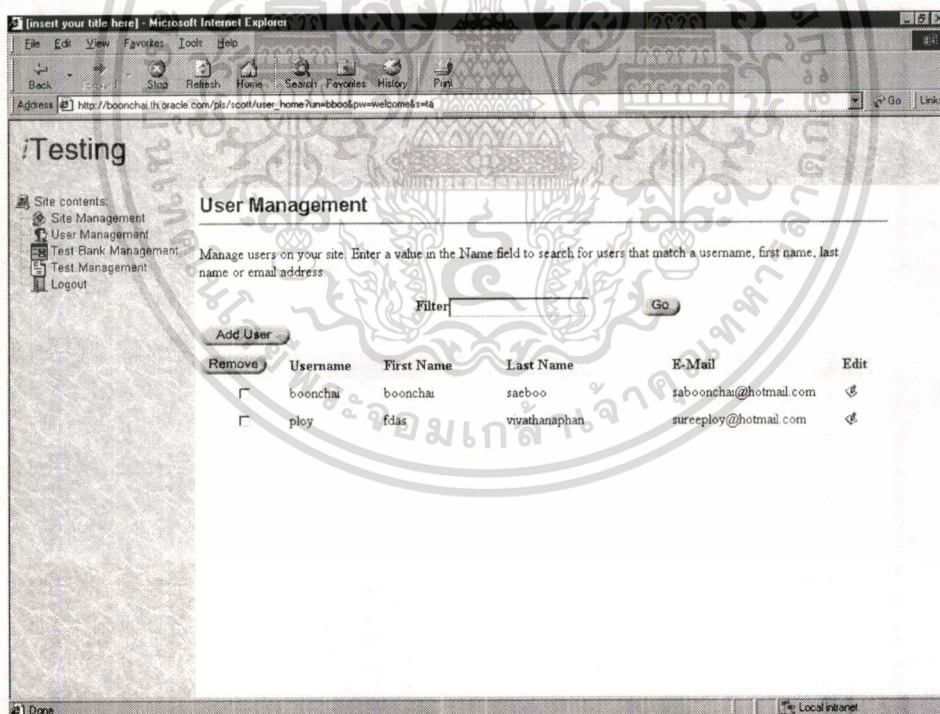 [insert your title here] - Microsoft Internet Explorer
File Edit View Favorites Tools Help
Back Stop Refresh Home Search Favorites History Print
Address http://boonchai.th.oracle.com/pls/scott/user_home?un=bboo&pw=welcome&s=ta Go Links
iTesting
Site contents:
Site Management
User Management
Test Bank Management
Test Management
Logout
User Management
Manage users on your site. Enter a value in the Name field to search for users that match a username, first name, last
name or email address
Filter Go
Add User
Remove Username First Name Last Name E-Mail Edit
boonchai boonchai saeboo saboonchai@hotmail.com
ploy fdas vivathanaphan sureeploy@hotmail.com
Done Local intranet